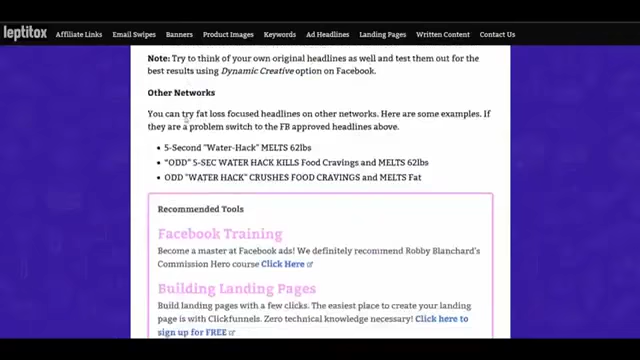 leptitox Affiliate Links Email Swipes Banners Product Images Keywords Ad Headlines Landing Pages Written Content Contact Us
Note: Try to think of your own original headlines as well and test them out for the
best results using Dynamic Creative option on Facebook.
Other Networks
You can try fat loss focused headlines on other networks. Here are some examples. If
they are a problem switch to the FB approved headlines above.
• 5-Second "Water-Hack" MELTS 62lbs
• "ODD" 5-SEC WATER HACK KILLS Food Cravings and MELTS 62lbs
• ODD "WATER HACK" CRUSHES FOOD CRAVINGS and MELTS Fat
Recommended Tools
Facebook Training
Become a master at Facebook ads! We definitely recommend Robby Blanchard's
Commission Hero course Click Here
Building Landing Pages
Build landing pages with a few clicks. The easiest place to create your landing
page is with Clickfunnels. Zero technical knowledge necessary! Click here to
sign up for FREE